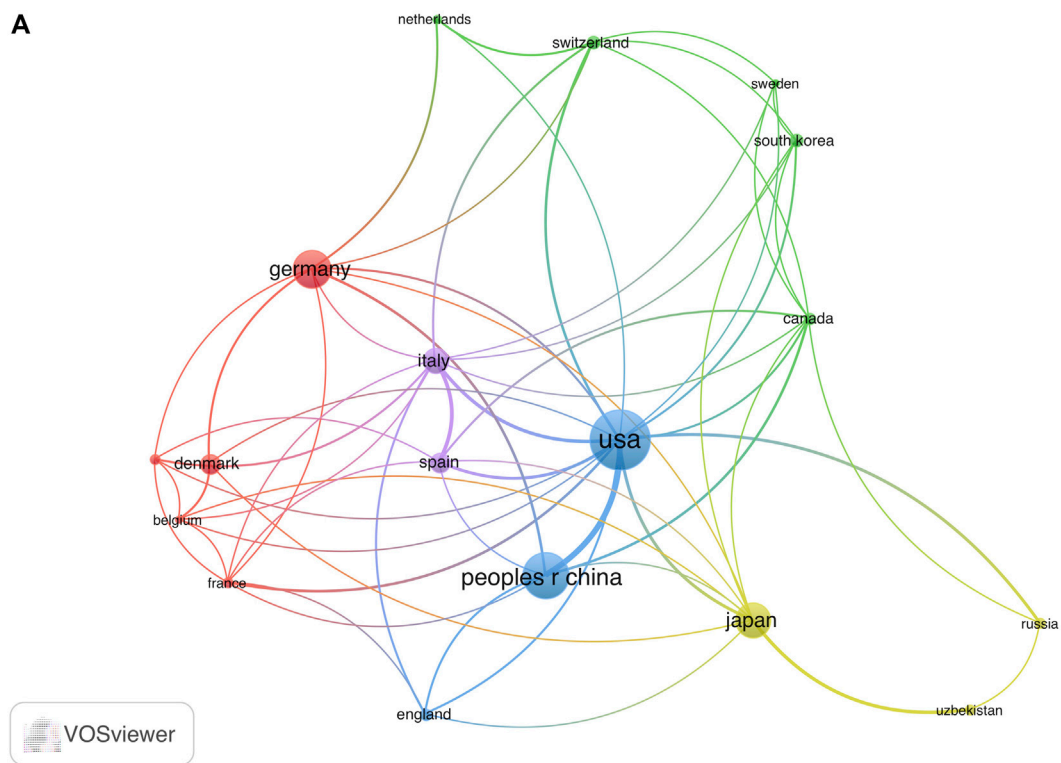 A
netherlands
switzerland
sweden
south korea
germany
canada
italy
usa
denmark
spain
belgium
peoples r china
france
japan
russia
england
uzbekistan
VOSviewer